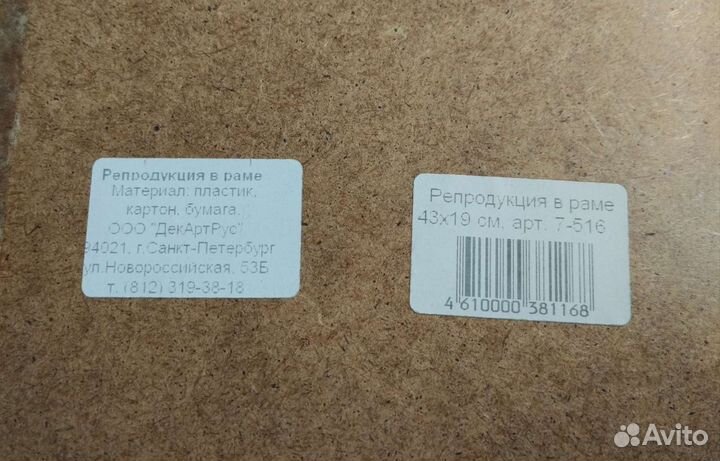 Репродукция в раме
Материал: пластик,
картон, бумага.
ООО "ДекАртРус"
94021, г.Санкт-Петербург
ул.Новороссийская, 53Б
т. (812) 319-38-18
Репродукция в раме
43х19 см, арт. 7-516
4 610000 381168
Avito